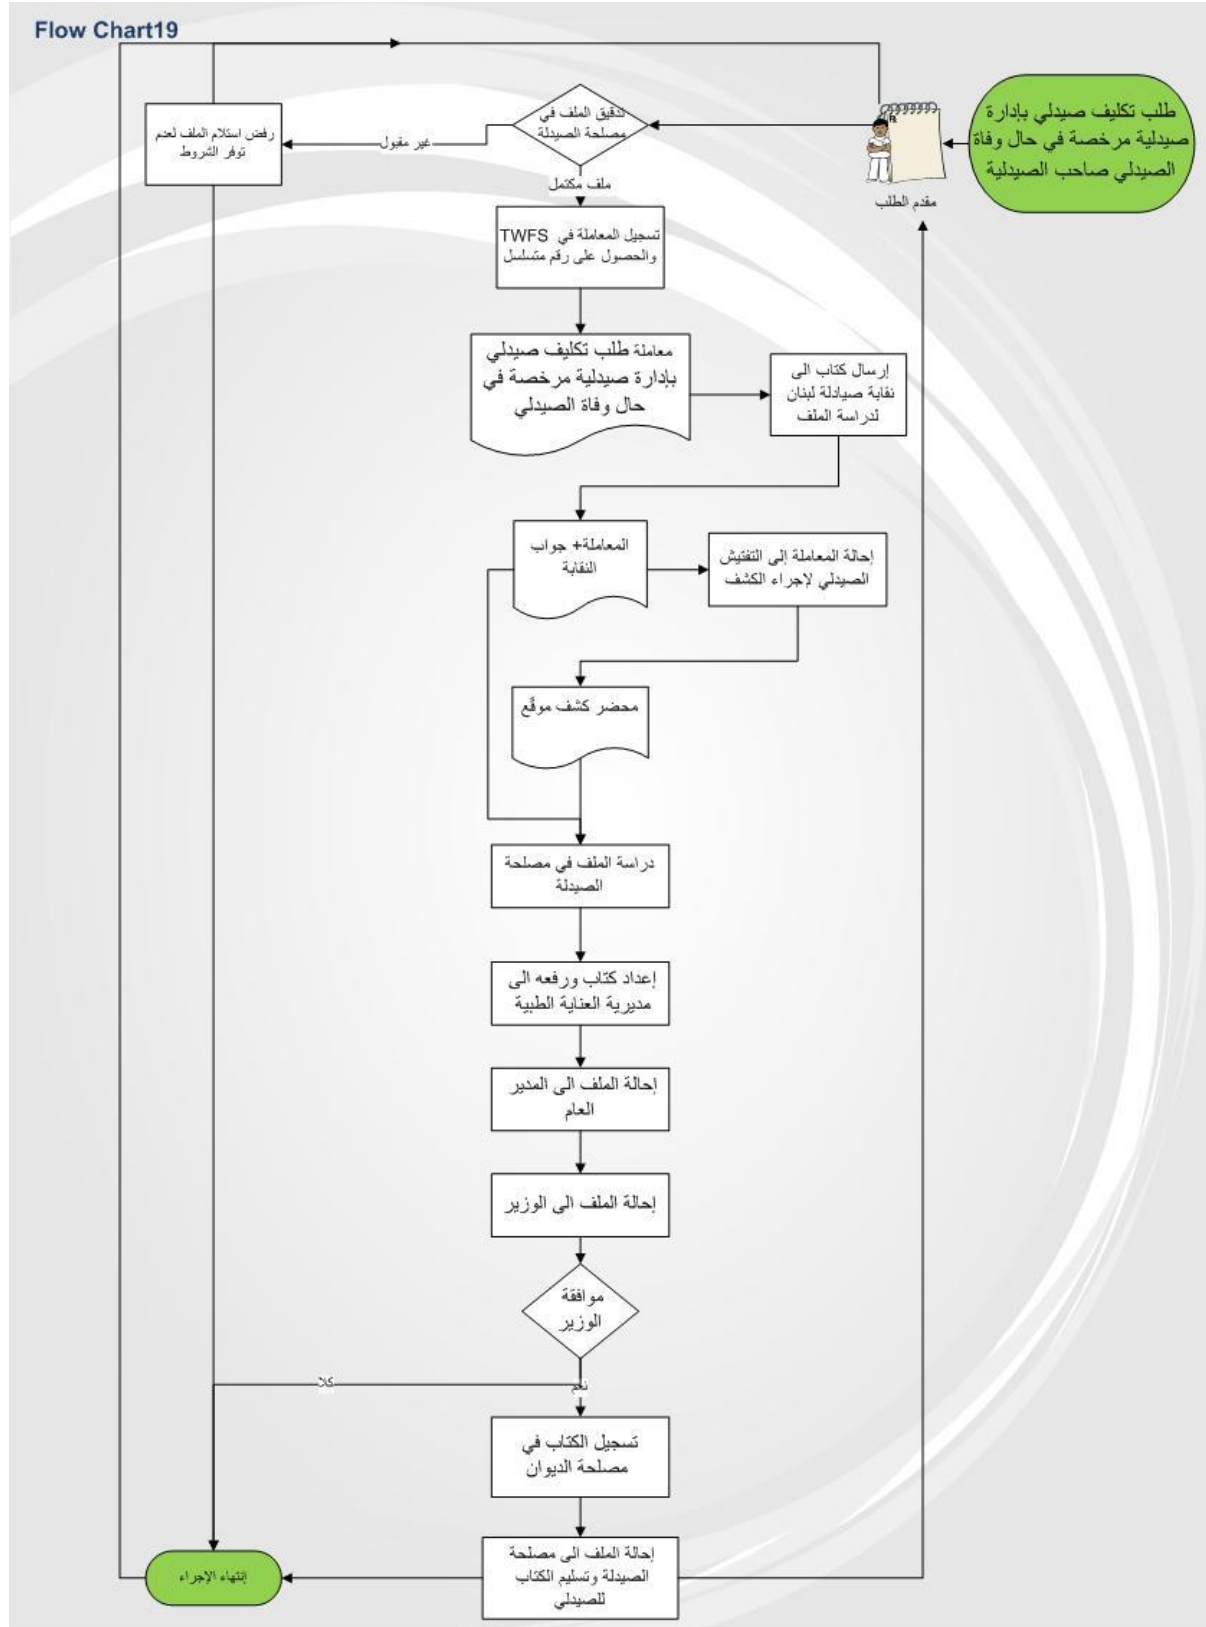 Flow Chart19
طلب تكليف صيدلي بإدارة
صيدلية مرخصة في حال وفاة
الصيدلي صاحب الصيدلية
مقدم الطلب
تدقيق الملف في
مصلحة الصيدلة
غير مقبول
رفض استلام الملف لعدم
توفر الشروط
ملف مكتمل
تسجيل المعاملة في TWFS
والحصول على رقم متسلسل
معاملة طلب تكليف صيدلي
بإدارة صيدلية مرخصة في
حال وفاة الصيدلي
إرسال كتاب الى
نقابة صيادلة لبنان
لدراسة الملف
المعاملة+ جواب
النقابة
إحالة المعاملة إلى التفتيش
الصيدلي لإجراء الكشف
محضر كشف موقّع
دراسة الملف في مصلحة
الصيدلة
إعداد كتاب ورفعه الى
مديرية العناية الطبية
إحالة الملف الى المدير
العام
إحالة الملف الى الوزير
موافقة
الوزير
كلا
نعم
تسجيل الكتاب في
مصلحة الديوان
إحالة الملف الى مصلحة
الصيدلة وتسليم الكتاب
للصيدلي
إنتهاء الإجراء